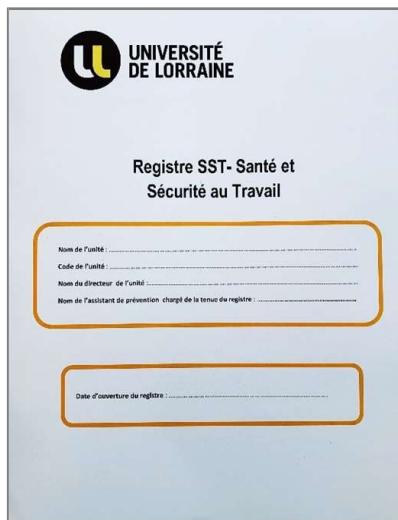 UNIVERSITÉ
DE LORRAINE
Registre SST- Santé et
Sécurité au Travail
Nom de l'unité : ........................
Code de l'unité : ........................
Nom du directeur de l'unité : ........................
Nom de l'assistant de prévention chargé de la tenue du registre : ........................
Date d'ouverture du registre : ........................